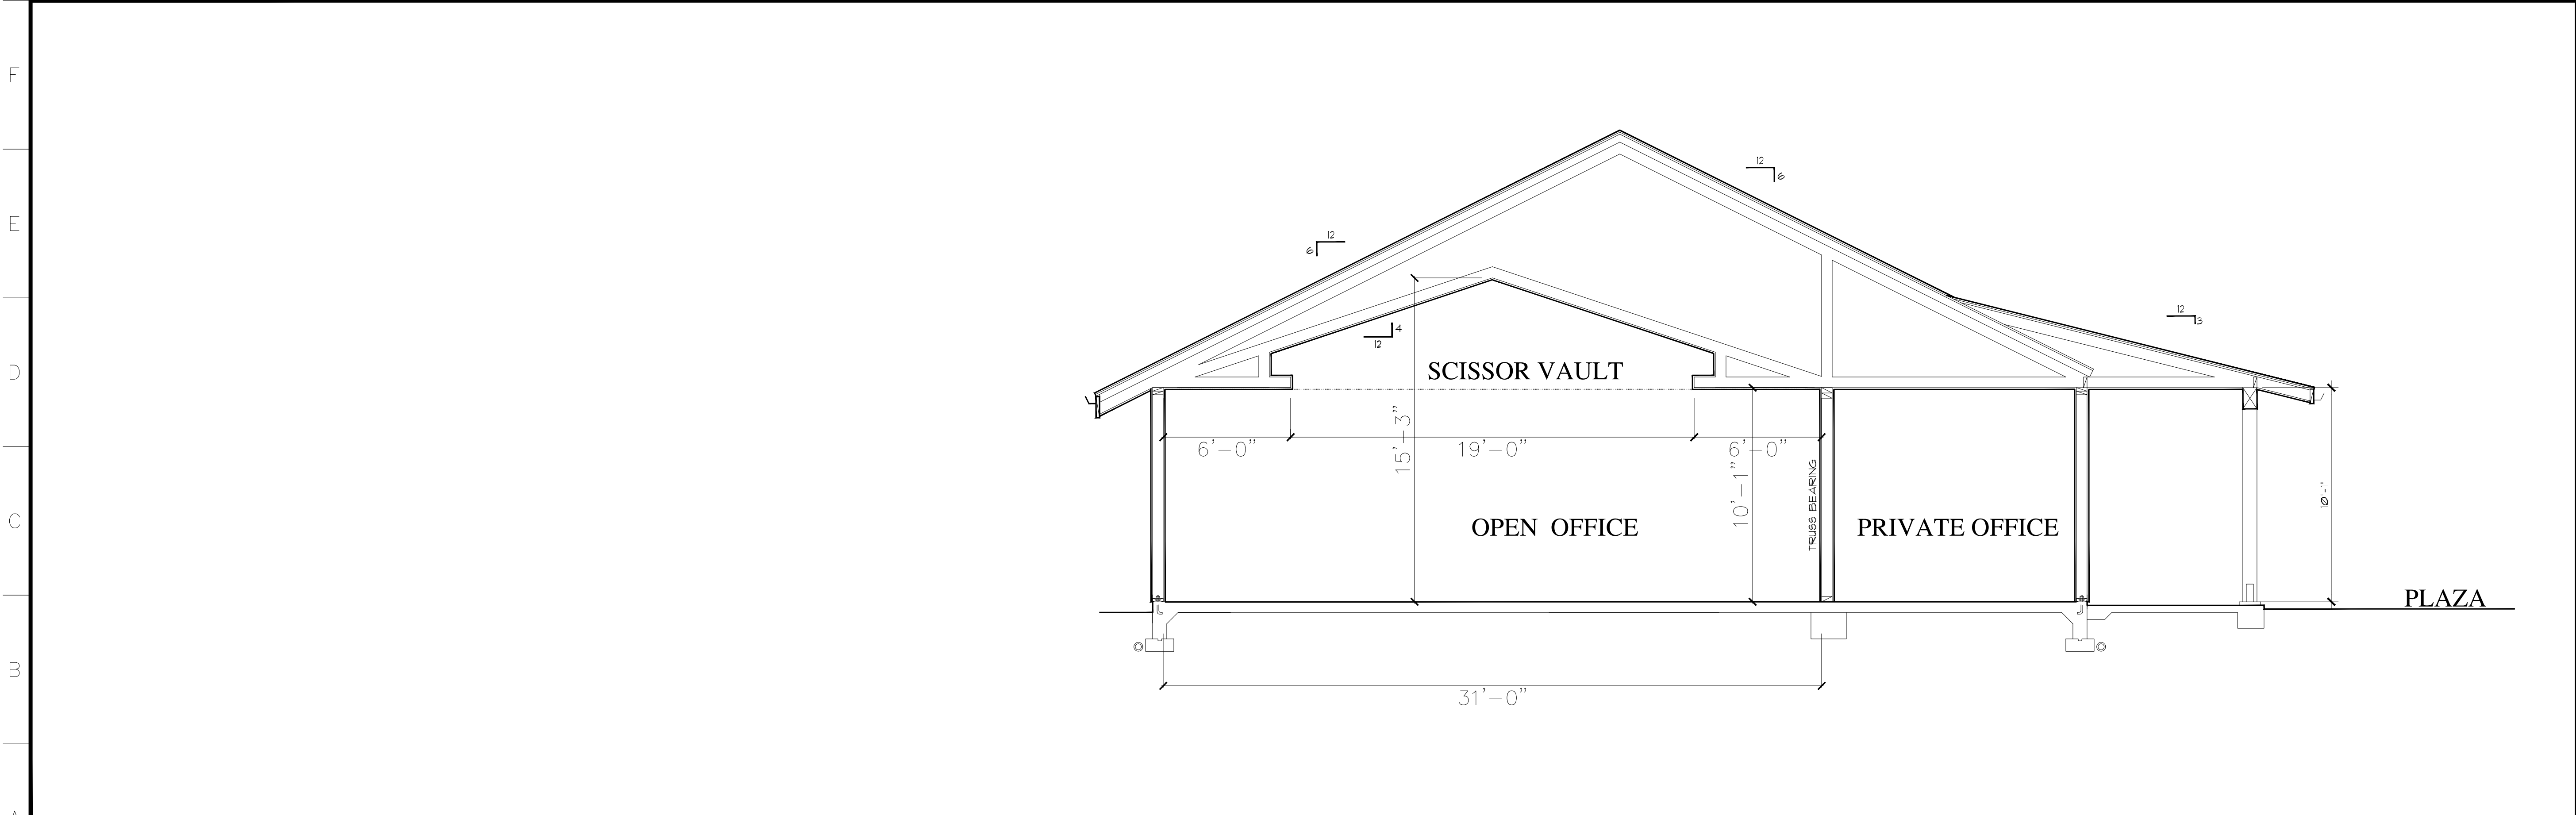 F
E
D
C
B
A
12
6
12
6
12
3
4
12
SCISSOR VAULT
15'-3"
6'-0"
19'-0"
6'-0"
10'-1"
TRUSS BEARING
10'-1"
OPEN OFFICE
PRIVATE OFFICE
PLAZA
31'-0"